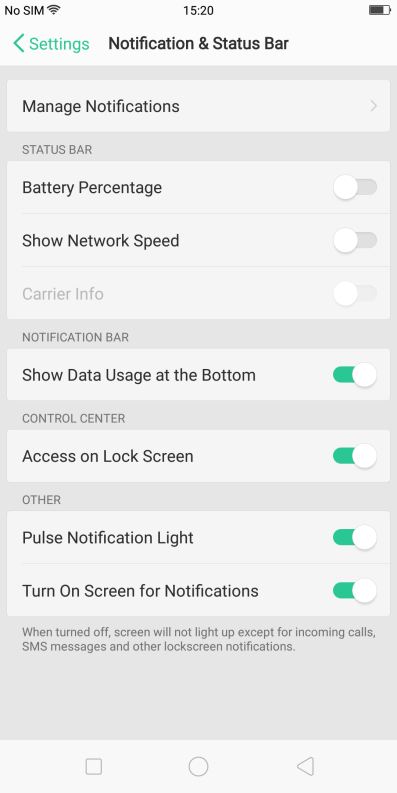 No SIM 15:20
Settings Notification & Status Bar
Manage Notifications
STATUS BAR
Battery Percentage
Show Network Speed
Carrier Info
NOTIFICATION BAR
Show Data Usage at the Bottom
CONTROL CENTER
Access on Lock Screen
OTHER
Pulse Notification Light
Turn On Screen for Notifications
When turned off, screen will not light up except for incoming calls,
SMS messages and other lockscreen notifications.